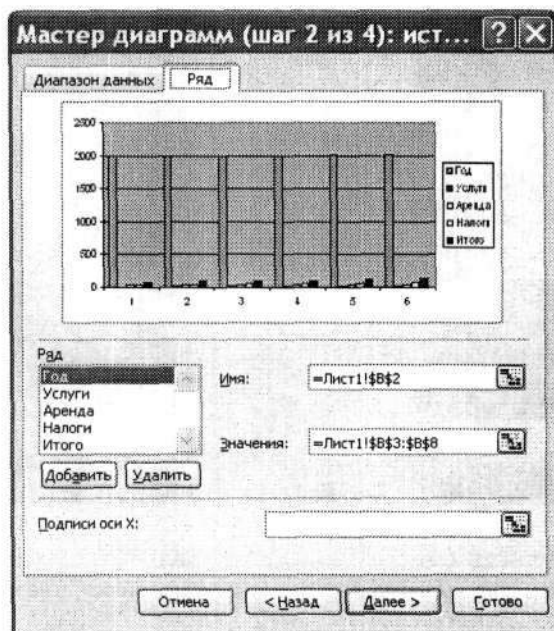 Мастер диаграмм (шаг 2 из 4): ист...
Диапазон данных Ряд
2500
2000
1500
1000
500
0
1 2 3 4 5 6
Год
Услуги
Аренда
Налоги
Итого
Ряд
Год
Услуги
Аренда
Налоги
Итого
Добавить Удалить
Имя: =Лист1!$B$2
Значения: =Лист1!$B$3:$B$8
Подписи оси X:
Отмена < Назад Далее > Готово